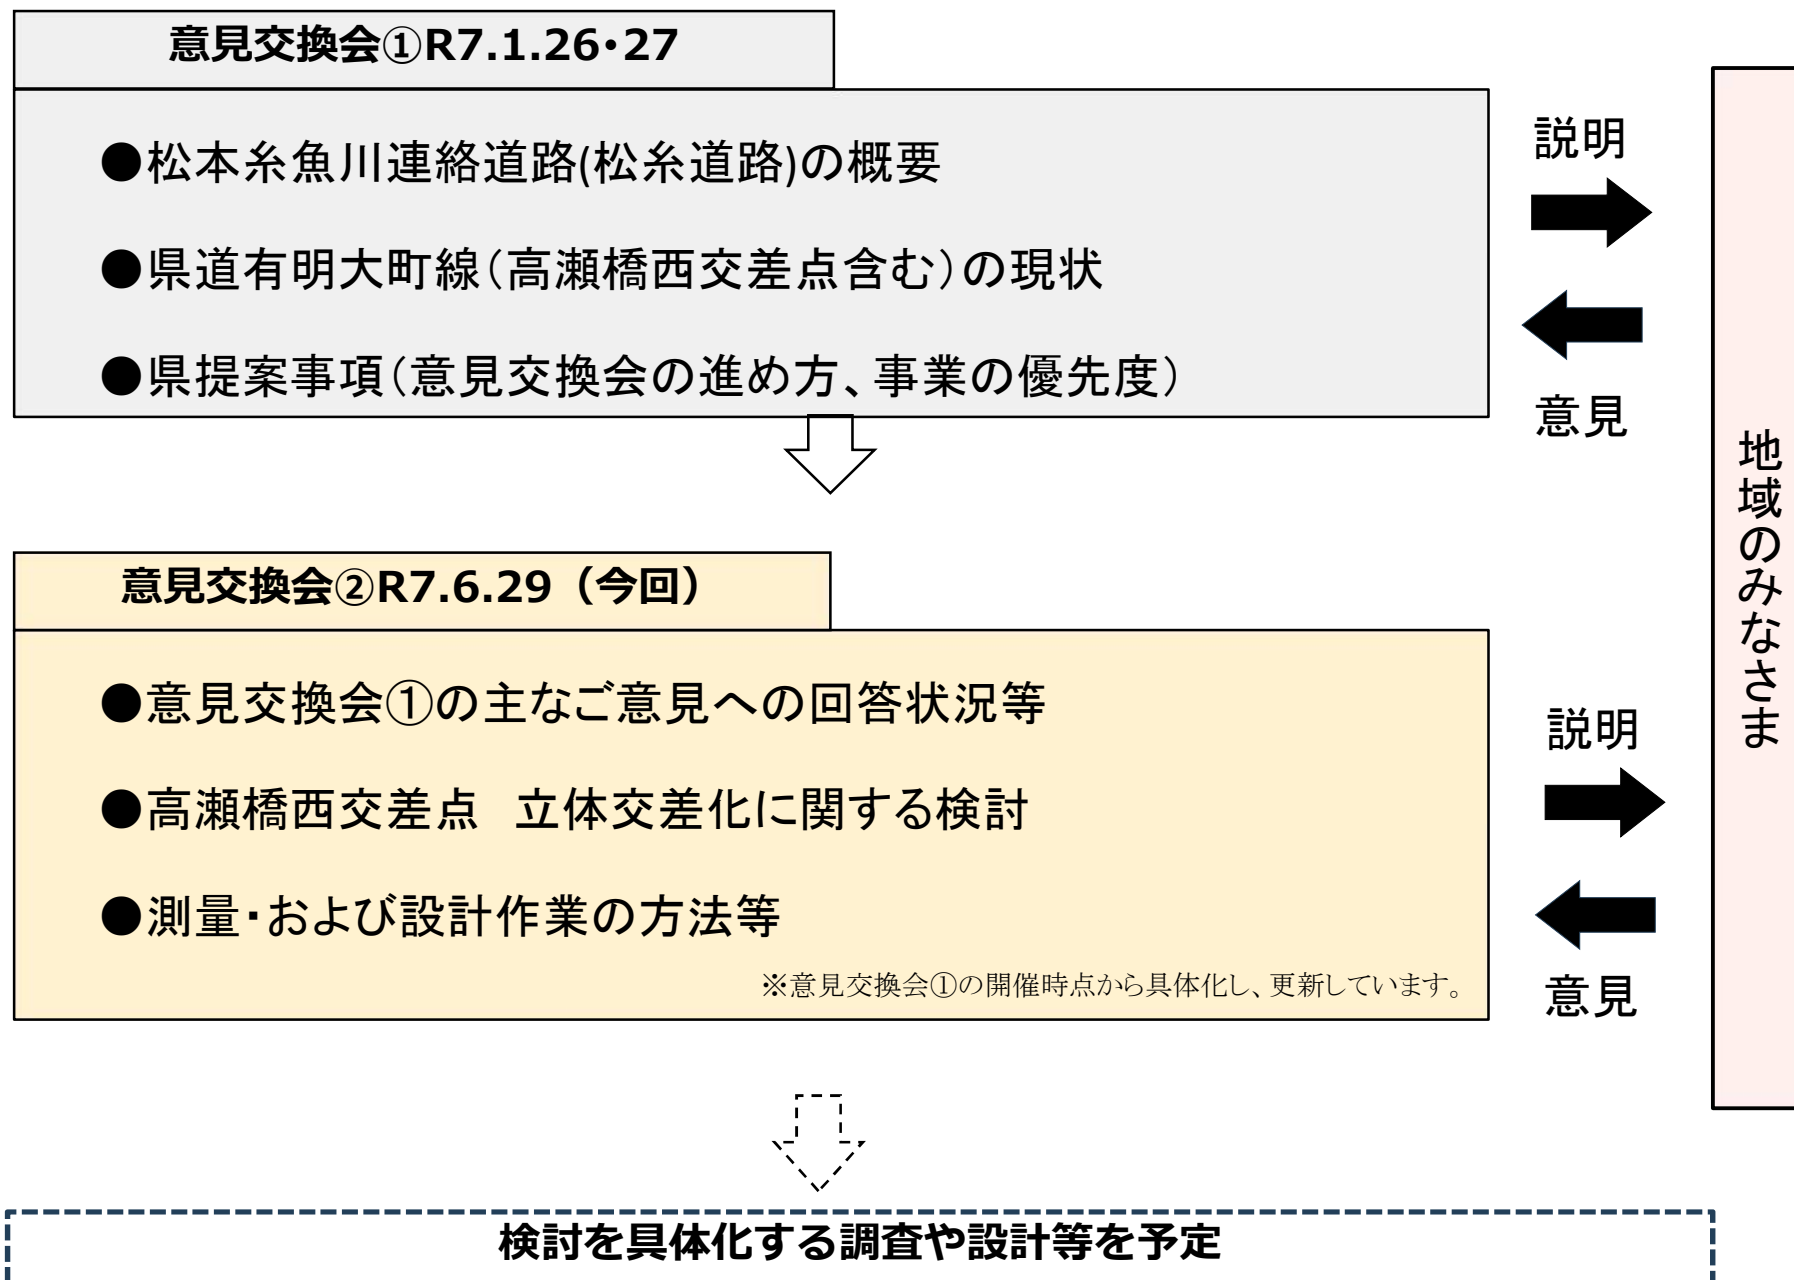 意見交換会①R7.1.26・27
●松本糸魚川連絡道路(松糸道路)の概要
●県道有明大町線（高瀬橋西交差点含む）の現状
●県提案事項（意見交換会の進め方、事業の優先度）
説明
意見
意見交換会②R7.6.29（今回）
●意見交換会①の主なご意見への回答状況等
●高瀬橋西交差点　立体交差化に関する検討
●測量・および設計作業の方法等
※意見交換会①の開催時点から具体化し、更新しています。
説明
意見
地域のみなさま
検討を具体化する調査や設計等を予定